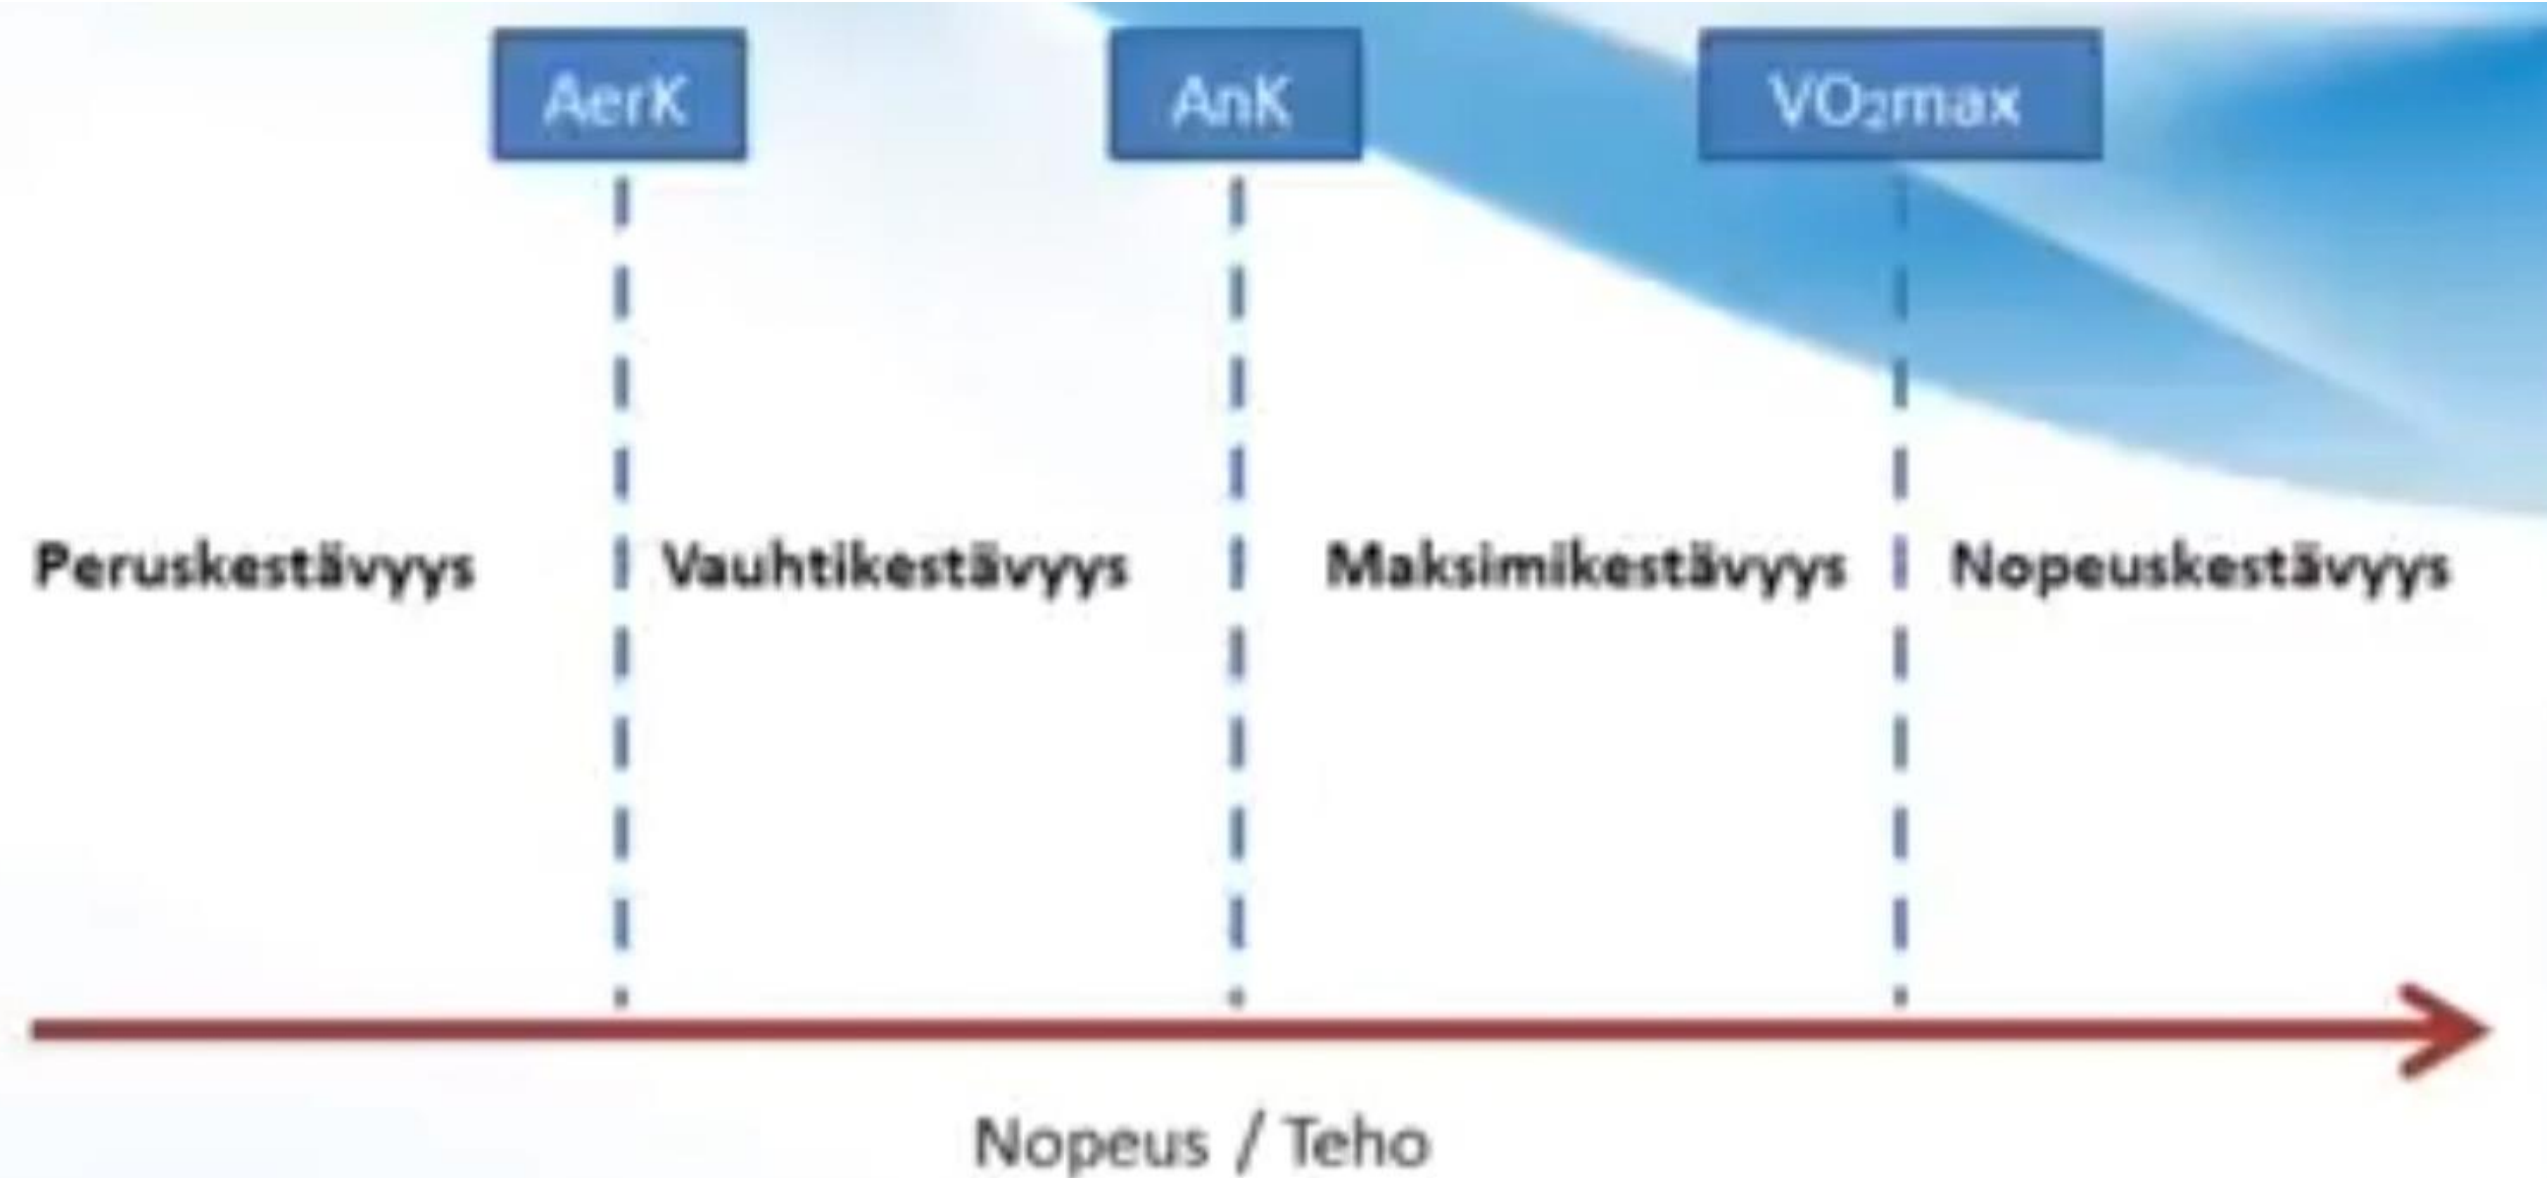 AerK AnK VO₂max
Peruskestävyys Vauhtikestävyys Maksimikestävyys Nopeuskestävyys
Nopeus / Teho